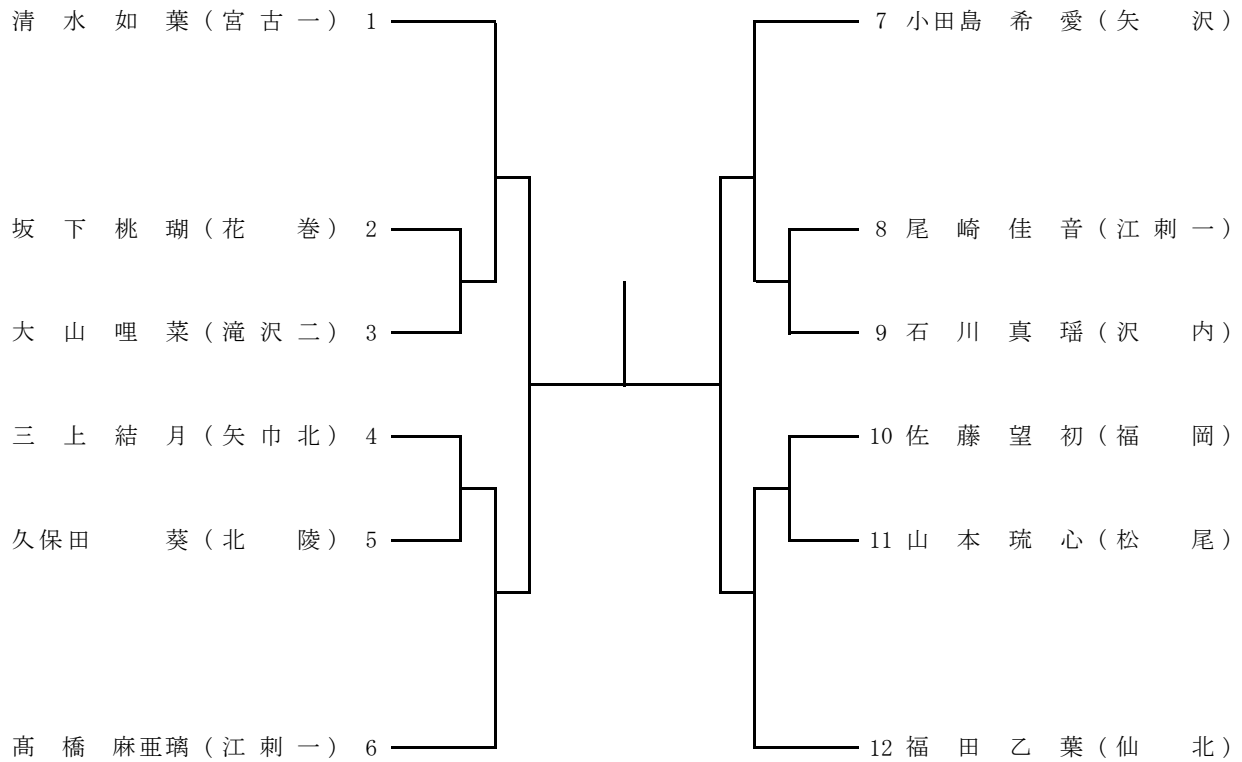 清水如葉(宮古一) 1
坂下桃瑚(花巻) 2
大山哩菜(滝沢二) 3
三上結月(矢巾北) 4
久保田葵(北陵) 5
髙橋麻亜璃(江刺一) 6
7 小田島希愛(矢沢)
8 尾崎佳音(江刺一)
9 石川真瑶(沢内)
10 佐藤望初(福岡)
11 山本琉心(松尾)
12 福田乙葉(仙北)